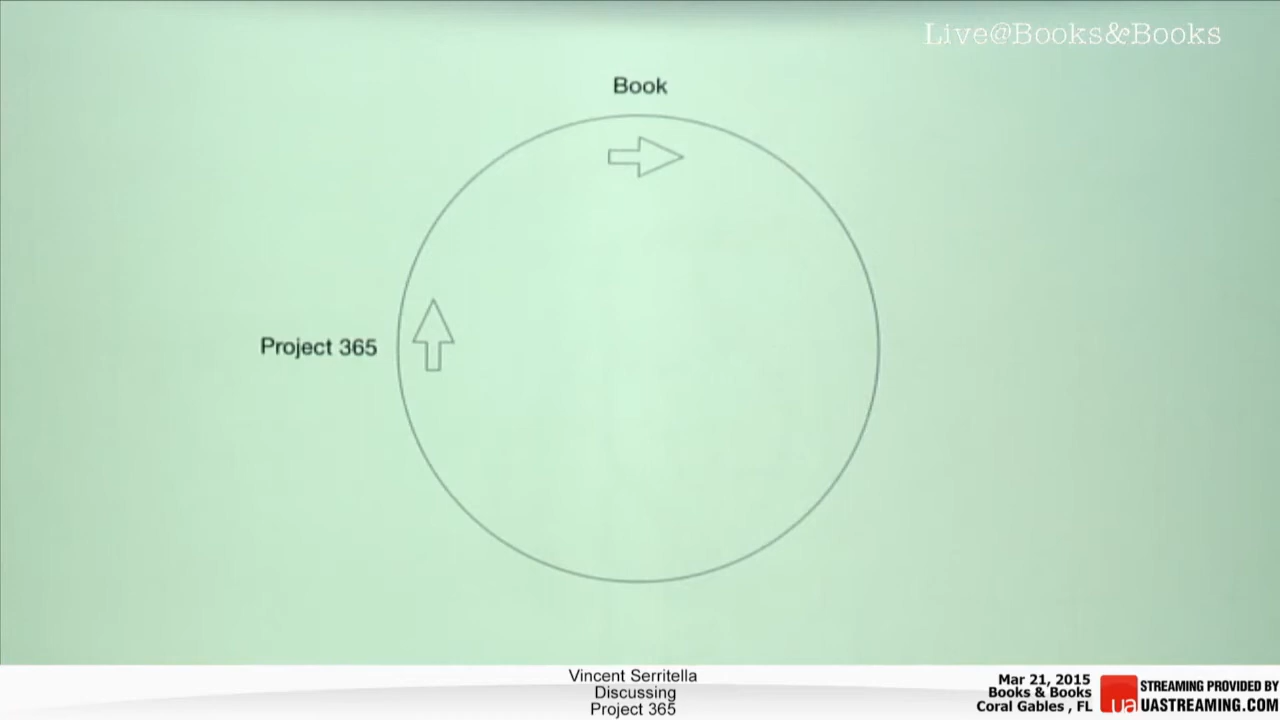 Live@Books&Books
Book
Project 365
Vincent Serritella
Discussing
Project 365
Mar 21, 2015
Books & Books
Coral Gables , FL
ua
STREAMING PROVIDED BY
UASTREAMING.COM